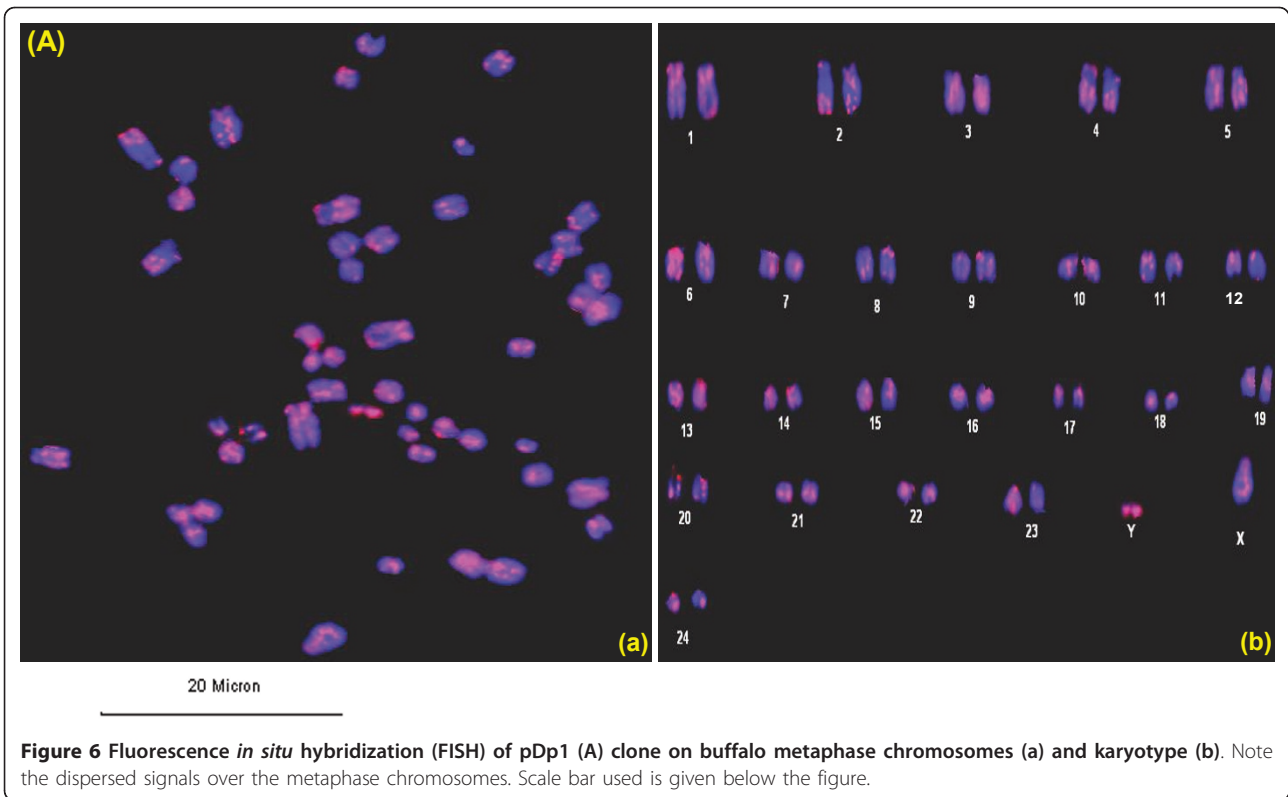 (A)
(a)
1 2 3 4 5
6 7 8 9 10 11 12
13 14 15 16 17 18 19
20 21 22 23 Y X
24
(b)
20 Micron
Figure 6 Fluorescence in situ hybridization (FISH) of pDp1 (A) clone on buffalo metaphase chromosomes (a) and karyotype (b). Note
the dispersed signals over the metaphase chromosomes. Scale bar used is given below the figure.